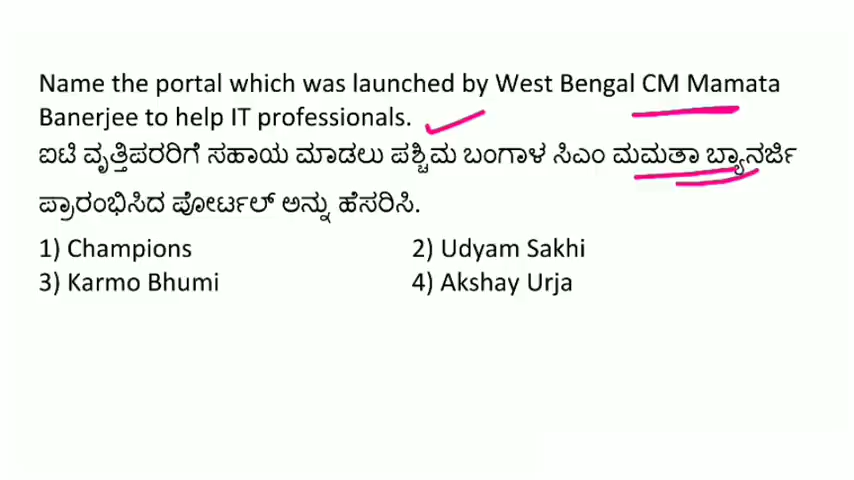 Name the portal which was launched by West Bengal CM Mamata
Banerjee to help IT professionals.
ಐಟಿ ವೃತ್ತಿಪರರಿಗೆ ಸಹಾಯ ಮಾಡಲು ಪಶ್ಚಿಮ ಬಂಗಾಳ ಸಿಎಂ ಮಮತಾ ಬ್ಯಾನರ್ಜಿ
ಪ್ರಾರಂಭಿಸಿದ ಪೋರ್ಟಲ್ ಅನ್ನು ಹೆಸರಿಸಿ.
1) Champions 2) Udyam Sakhi
3) Karmo Bhumi 4) Akshay Urja